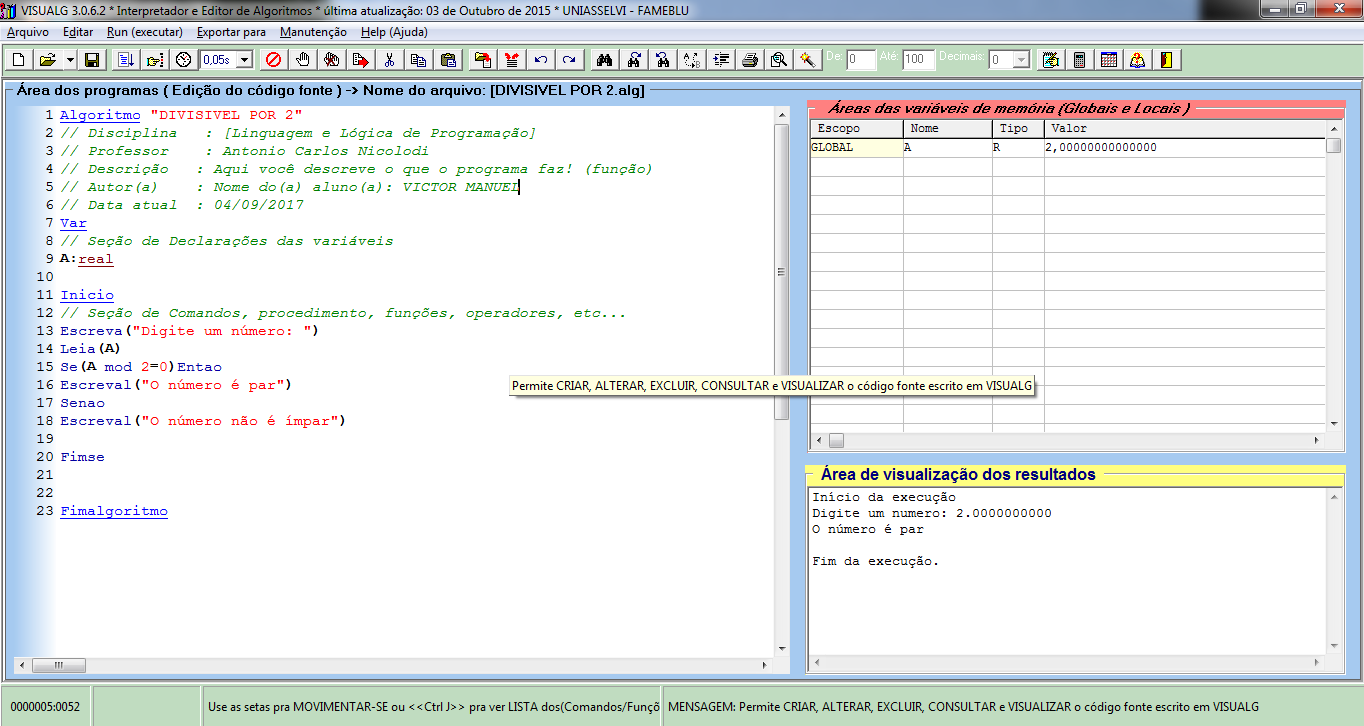 VISUALG 3.0.6.2 * Interpretador e Editor de Algoritmos * última atualização: 03 de Outubro de 2015 * UNIASSELVI - FAMEBLU
Arquivo Editar Run (executar) Exportar para Manutenção Help (Ajuda)
0,05s De: 0 Até: 100 Decimais: 0
Área dos programas ( Edição do código fonte ) -> Nome do arquivo: [DIVISIVEL POR 2.alg]
1 Algoritmo "DIVISIVEL POR 2"
2 // Disciplina : [Linguagem e Lógica de Programação]
3 // Professor : Antonio Carlos Nicolodi
4 // Descrição : Aqui você descreve o que o programa faz! (função)
5 // Autor(a) : Nome do(a) aluno(a): VICTOR MANUEL
6 // Data atual : 04/09/2017
7 Var
8 // Seção de Declarações das variáveis
9 A:real
10
11 Inicio
12 // Seção de Comandos, procedimento, funções, operadores, etc...
13 Escreva("Digite um número: ")
14 Leia(A)
15 Se(A mod 2=0)Entao
16 Escreval("O número é par")
17 Senao
18 Escreval("O número não é ímpar")
19
20 Fimse
21
22
23 Fimalgoritmo
Permite CRIAR, ALTERAR, EXCLUIR, CONSULTAR e VISUALIZAR o código fonte escrito em VISUALG
Áreas das variáveis de memória (Globais e Locais )
Escopo Nome Tipo Valor
GLOBAL A R 2,00000000000000
Área de visualização dos resultados
Início da execução
Digite um numero: 2.0000000000
O número é par
Fim da execução.
0000005:0052 Use as setas pra MOVIMENTAR-SE ou <<Ctrl J>> pra ver LISTA dos(Comandos/Funçõ MENSAGEM: Permite CRIAR, ALTERAR, EXCLUIR, CONSULTAR e VISUALIZAR o código fonte escrito em VISUALG